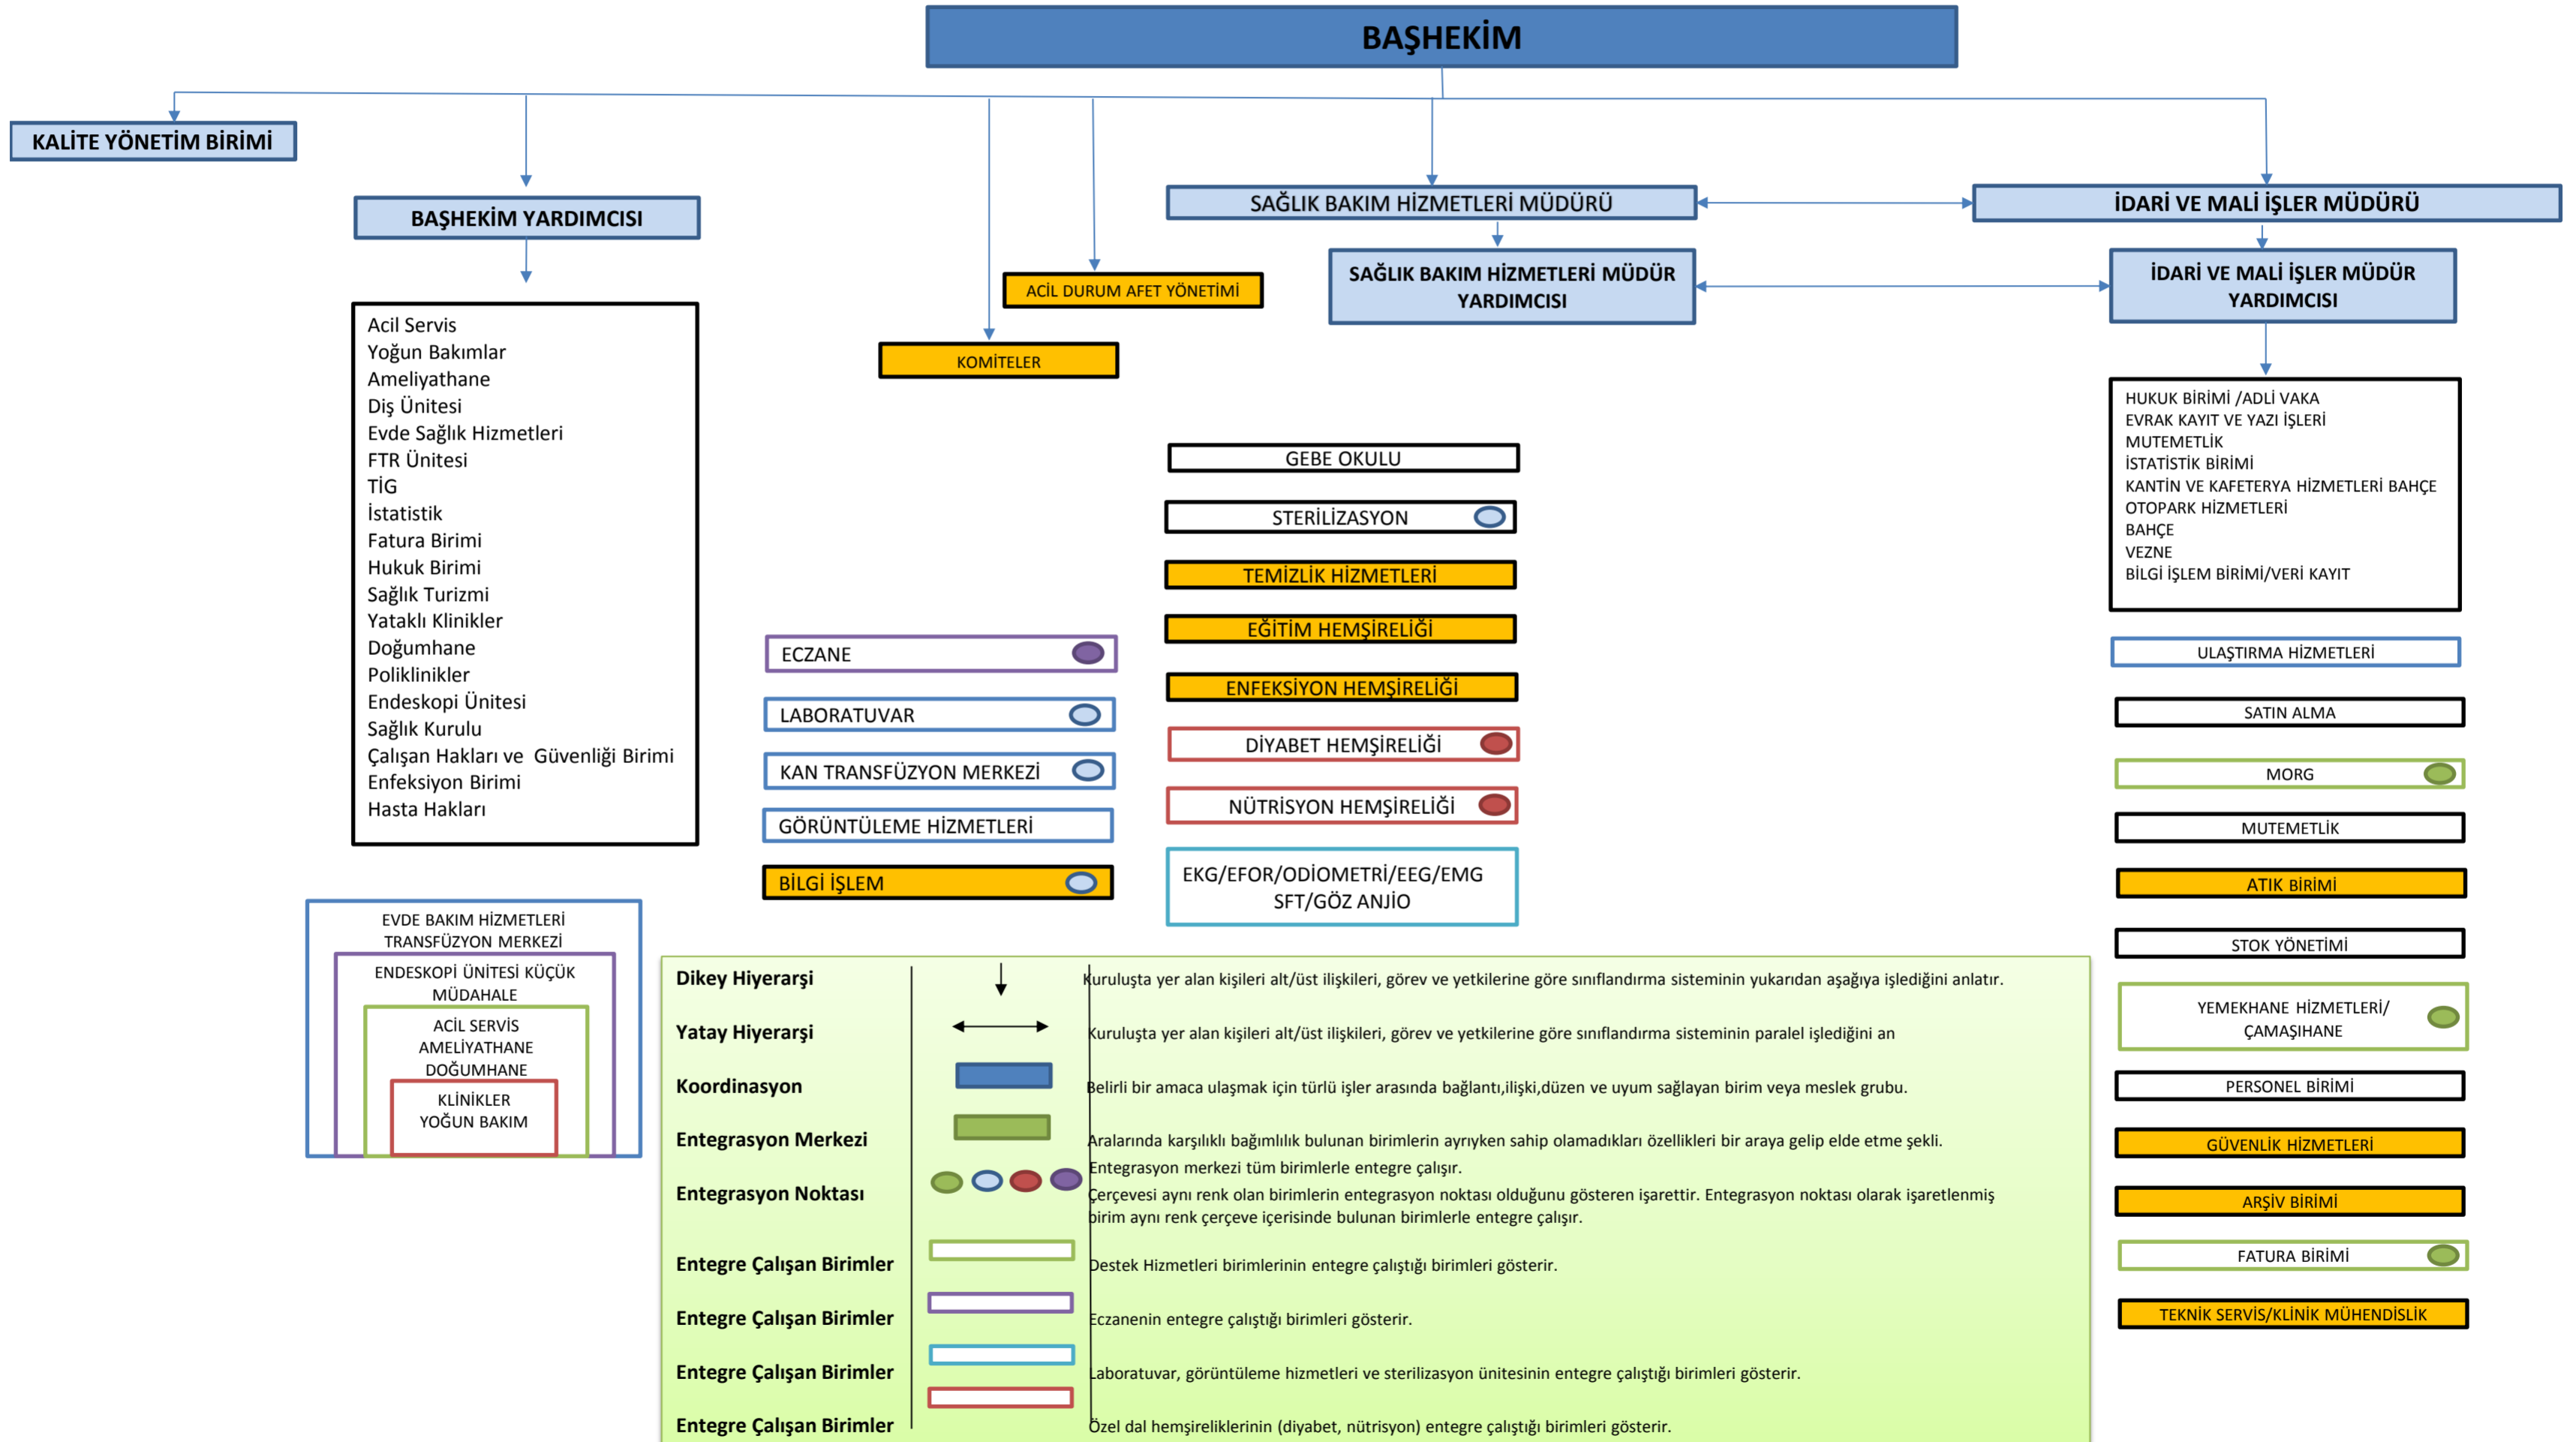 BAŞHEKİM
KALİTE YÖNETİM BİRİMİ
BAŞHEKİM YARDIMCISI
SAĞLIK BAKIM HİZMETLERİ MÜDÜRÜ
İDARİ VE MALİ İŞLER MÜDÜRÜ
ACİL DURUM AFET YÖNETİMİ
SAĞLIK BAKIM HİZMETLERİ MÜDÜR
YARDIMCISI
İDARİ VE MALİ İŞLER MÜDÜR
YARDIMCISI
KOMİTELER
Acil Servis
Yoğun Bakımlar
Ameliyathane
Diş Ünitesi
Evde Sağlık Hizmetleri
FTR Ünitesi
TİG
İstatistik
Fatura Birimi
Hukuk Birimi
Sağlık Turizmi
Yataklı Klinikler
Doğumhane
Poliklinikler
Endeskopi Ünitesi
Sağlık Kurulu
Çalışan Hakları ve  Güvenliği Birimi
Enfeksiyon Birimi
Hasta Hakları
EVDE BAKIM HİZMETLERİ
TRANSFÜZYON MERKEZİ
ENDESKOPİ ÜNİTESİ KÜÇÜK
MÜDAHALE
ACİL SERVİS
AMELİYATHANE
DOĞUMHANE
KLİNİKLER
YOĞUN BAKIM
ECZANE
LABORATUVAR
KAN TRANSFÜZYON MERKEZİ
GÖRÜNTÜLEME HİZMETLERİ
BİLGİ İŞLEM
GEBE OKULU
STERİLİZASYON
TEMİZLİK HİZMETLERİ
EĞİTİM HEMŞİRELİĞİ
ENFEKSİYON HEMŞİRELİĞİ
DİYABET HEMŞİRELİĞİ
NÜTRİSYON HEMŞİRELİĞİ
EKG/EFOR/ODİOMETRİ/EEG/EMG
SFT/GÖZ ANJİO
HUKUK BİRİMİ /ADLİ VAKA
EVRAK KAYIT VE YAZI İŞLERİ
MUTEMETLİK
İSTATİSTİK BİRİMİ
KANTİN VE KAFETERYA HİZMETLERİ BAHÇE
OTOPARK HİZMETLERİ
BAHÇE
VEZNE
BİLGİ İŞLEM BİRİMİ/VERİ KAYIT
ULAŞTIRMA HİZMETLERİ
SATIN ALMA
MORG
MUTEMETLİK
ATIK BİRİMİ
STOK YÖNETİMİ
YEMEKHANE HİZMETLERİ/
ÇAMAŞIHANE
PERSONEL BİRİMİ
GÜVENLİK HİZMETLERİ
ARŞİV BİRİMİ
FATURA BİRİMİ
TEKNİK SERVİS/KLİNİK MÜHENDİSLİK
Dikey Hiyerarşi
Kuruluşta yer alan kişileri alt/üst ilişkileri, görev ve yetkilerine göre sınıflandırma sisteminin yukarıdan aşağıya işlediğini anlatır.
Yatay Hiyerarşi
Kuruluşta yer alan kişileri alt/üst ilişkileri, görev ve yetkilerine göre sınıflandırma sisteminin paralel işlediğini an
Koordinasyon
Belirli bir amaca ulaşmak için türlü işler arasında bağlantı,ilişki,düzen ve uyum sağlayan birim veya meslek grubu.
Entegrasyon Merkezi
Aralarında karşılıklı bağımlılık bulunan birimlerin ayrıyken sahip olamadıkları özellikleri bir araya gelip elde etme şekli.
Entegrasyon merkezi tüm birimlerle entegre çalışır.
Entegrasyon Noktası
Çerçevesi aynı renk olan birimlerin entegrasyon noktası olduğunu gösteren işarettir. Entegrasyon noktası olarak işaretlenmiş
birim aynı renk çerçeve içerisinde bulunan birimlerle entegre çalışır.
Entegre Çalışan Birimler
Destek Hizmetleri birimlerinin entegre çalıştığı birimleri gösterir.
Entegre Çalışan Birimler
Eczanenin entegre çalıştığı birimleri gösterir.
Entegre Çalışan Birimler
Laboratuvar, görüntüleme hizmetleri ve sterilizasyon ünitesinin entegre çalıştığı birimleri gösterir.
Entegre Çalışan Birimler
Özel dal hemşireliklerinin (diyabet, nütrisyon) entegre çalıştığı birimleri gösterir.